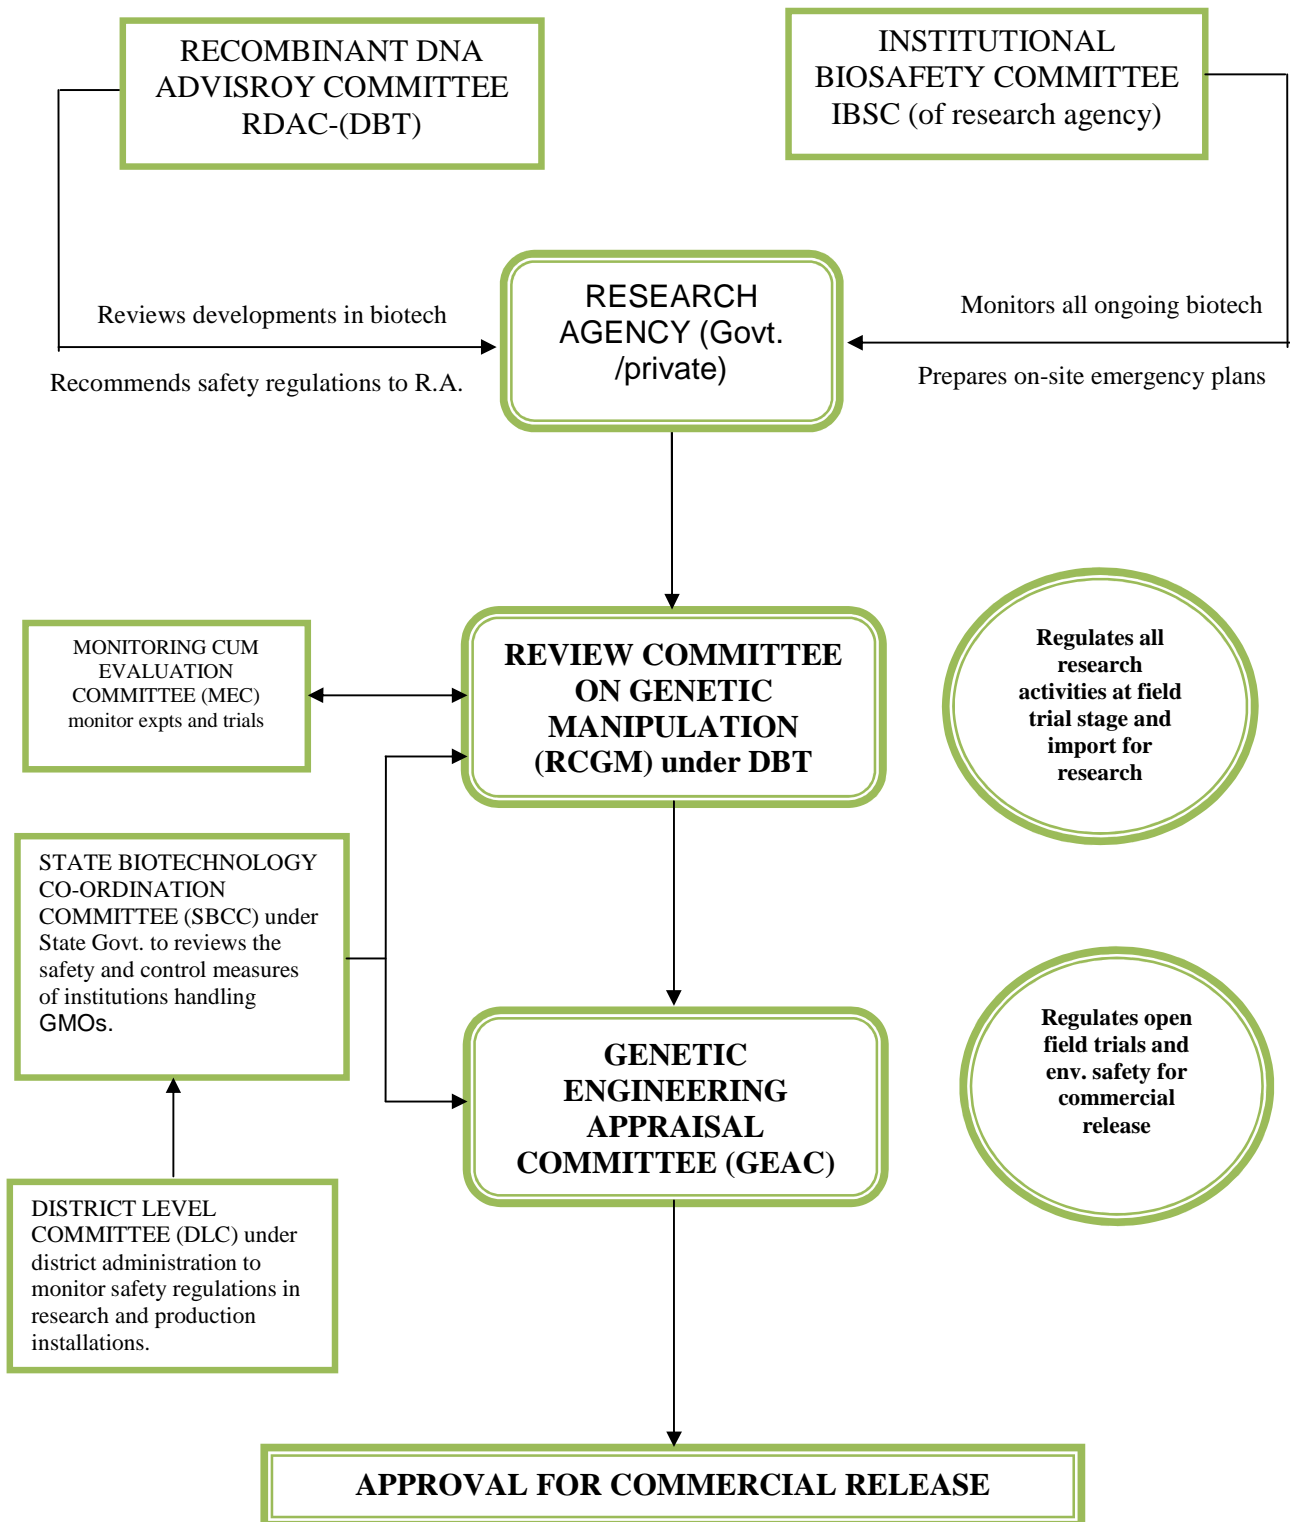 RECOMBINANT DNA
ADVISROY COMMITTEE
RDAC-(DBT)
INSTITUTIONAL
BIOSAFETY COMMITTEE
IBSC (of research agency)
Reviews developments in biotech
Recommends safety regulations to R.A.
RESEARCH
AGENCY (Govt.
/private)
Monitors all ongoing biotech
Prepares on-site emergency plans
MONITORING CUM
EVALUATION
COMMITTEE (MEC)
monitor expts and trials
REVIEW COMMITTEE
ON GENETIC
MANIPULATION
(RCGM) under DBT
Regulates all
research
activities at field
trial stage and
import for
research
STATE BIOTECHNOLOGY
CO-ORDINATION
COMMITTEE (SBCC) under
State Govt. to reviews the
safety and control measures
of institutions handling
GMOs.
GENETIC
ENGINEERING
APPRAISAL
COMMITTEE (GEAC)
Regulates open
field trials and
env. safety for
commercial
release
DISTRICT LEVEL
COMMITTEE (DLC) under
district administration to
monitor safety regulations in
research and production
installations.
APPROVAL FOR COMMERCIAL RELEASE